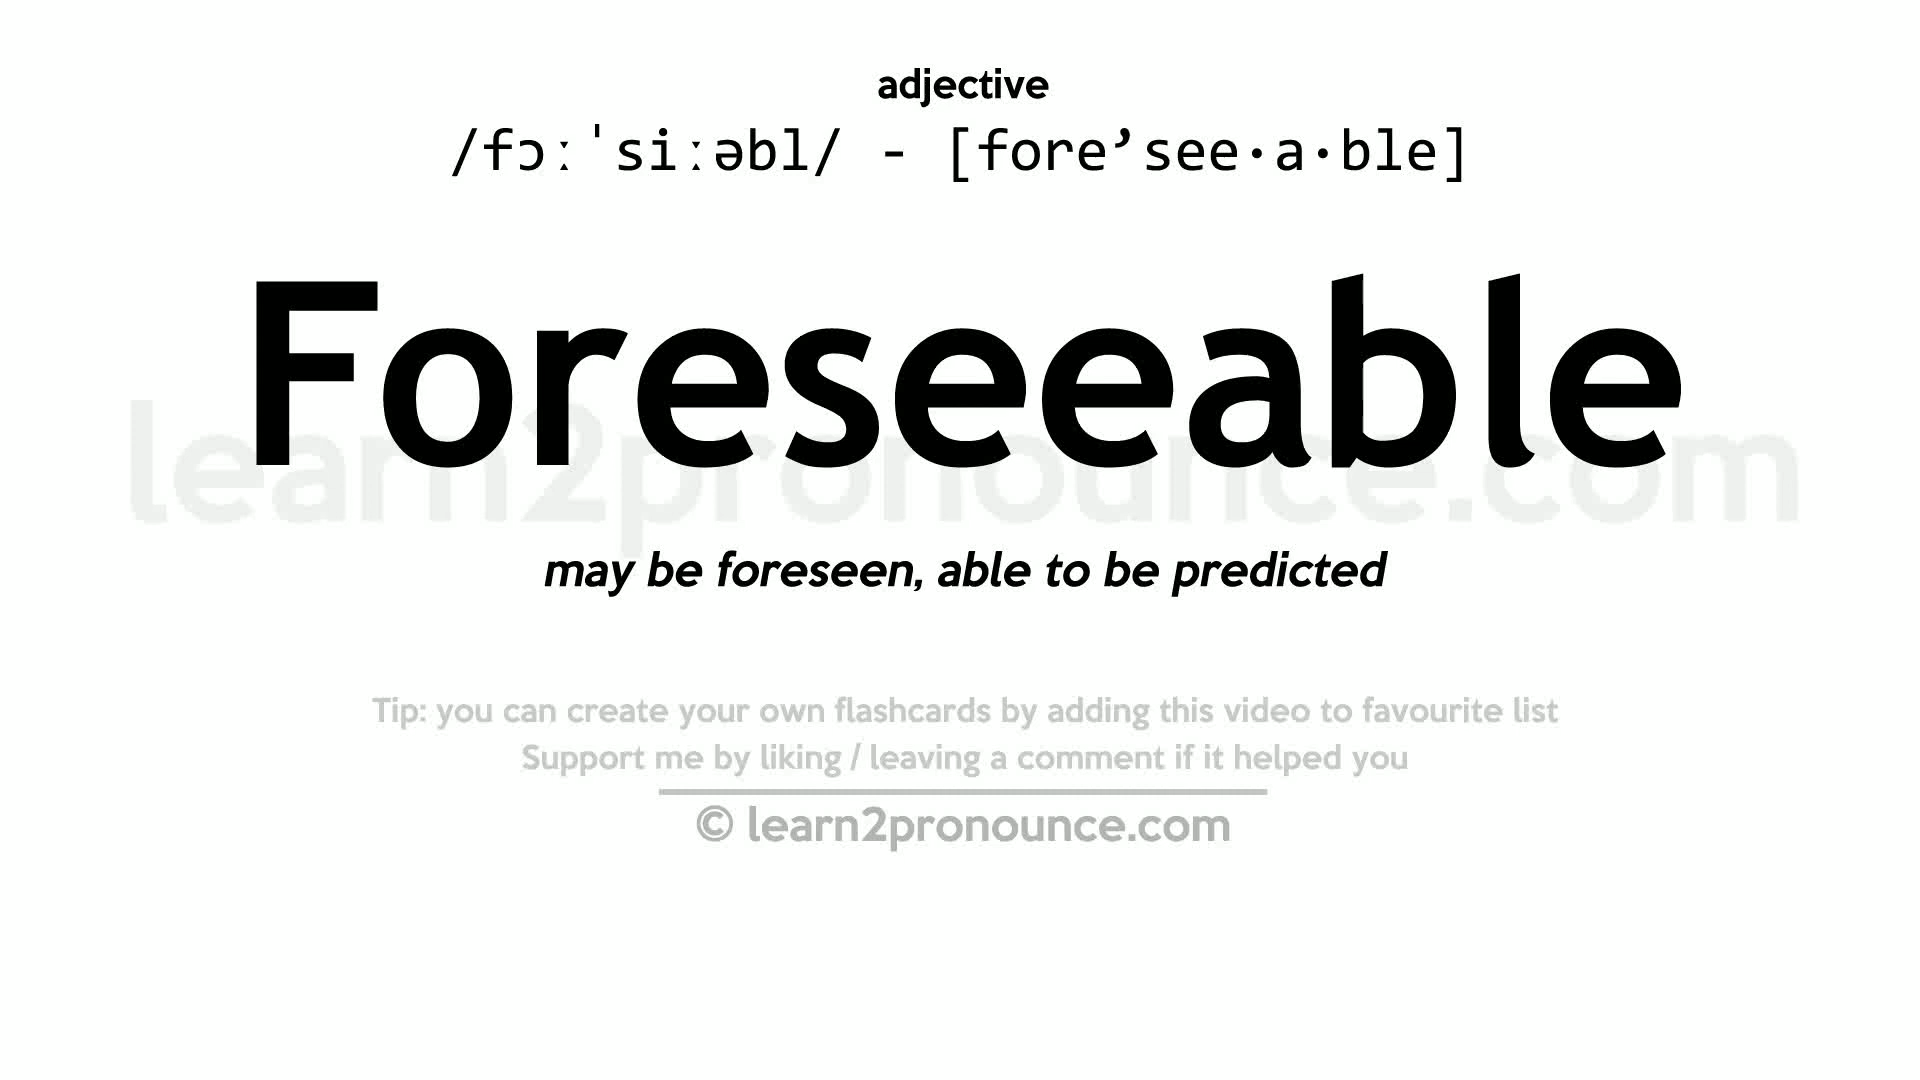 adjective
/fɔːˈsiːəbl/ - [fore’see·a·ble]
Foreseeable
learn2pronounce.com
may be foreseen, able to be predicted
Tip: you can create your own flashcards by adding this video to favourite list
Support me by liking / leaving a comment if it helped you
© learn2pronounce.com